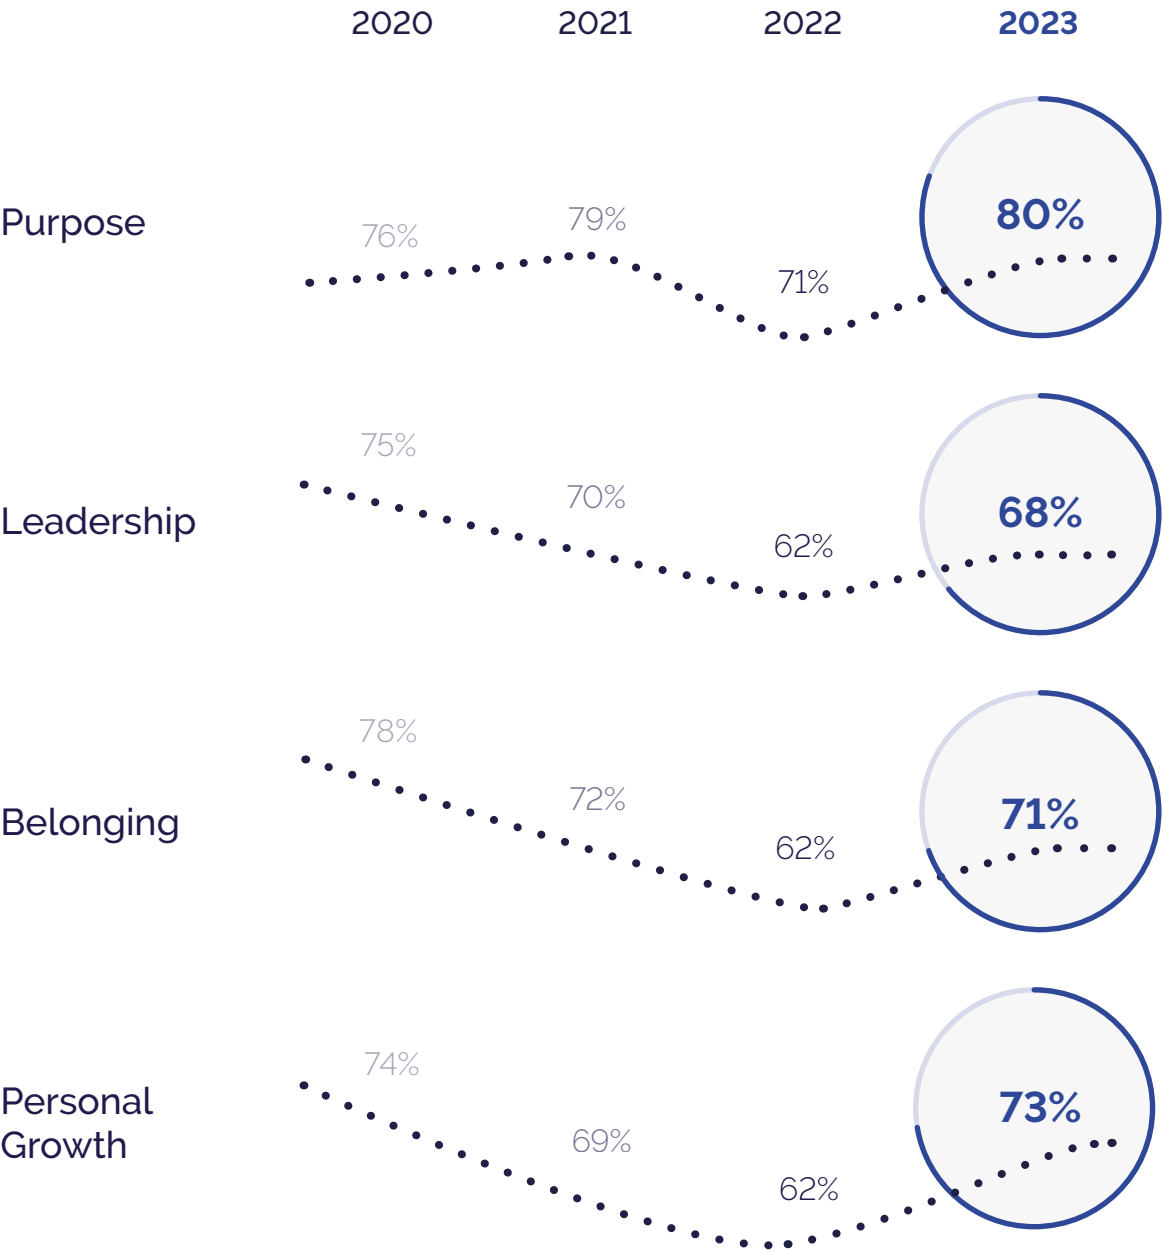 2020 2021 2022 2023
Purpose 76% 79% 71% 80%
Leadership 75% 70% 62% 68%
Belonging 78% 72% 62% 71%
Personal
Growth 74% 69% 62% 73%